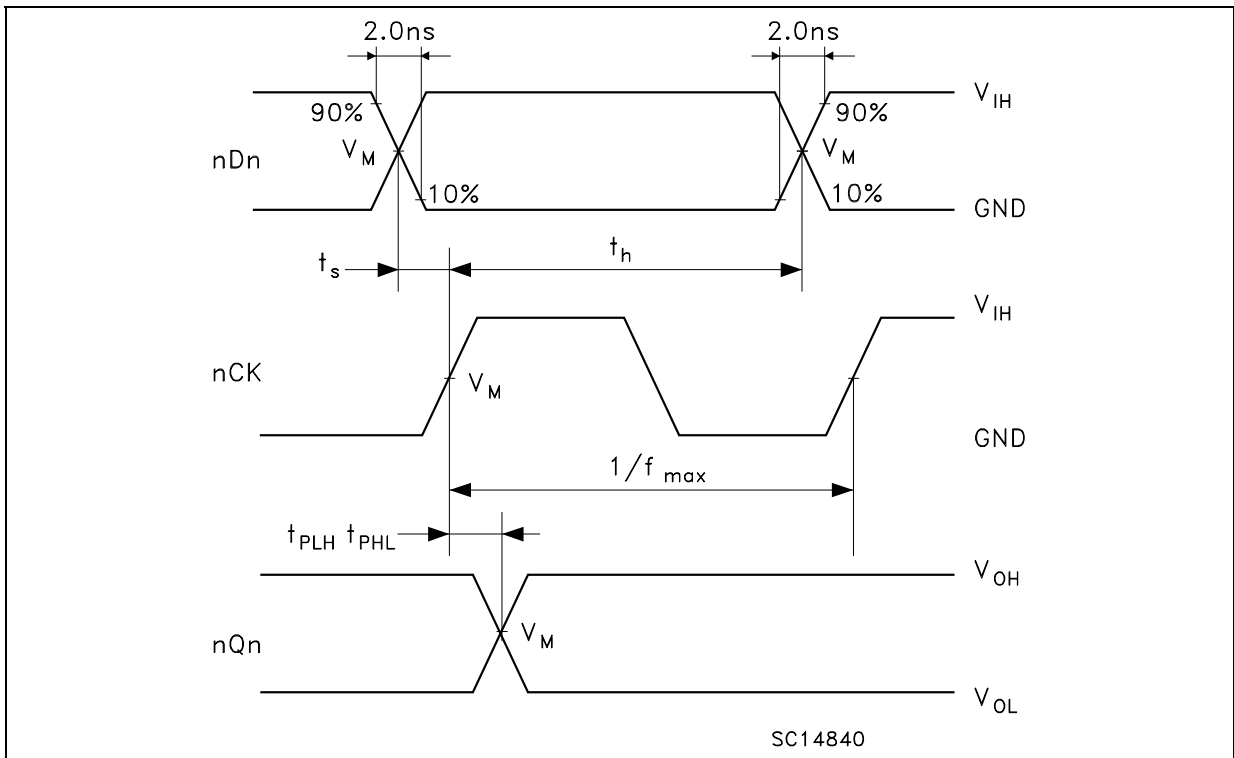 2.0ns 2.0ns
V_IH
90% 90%
nDn V_M V_M
10% 10%
GND
t_s t_h
V_IH
nCK V_M
GND
1/f_max
t_PLH t_PHL
V_OH
nQn V_M
V_OL
SC14840